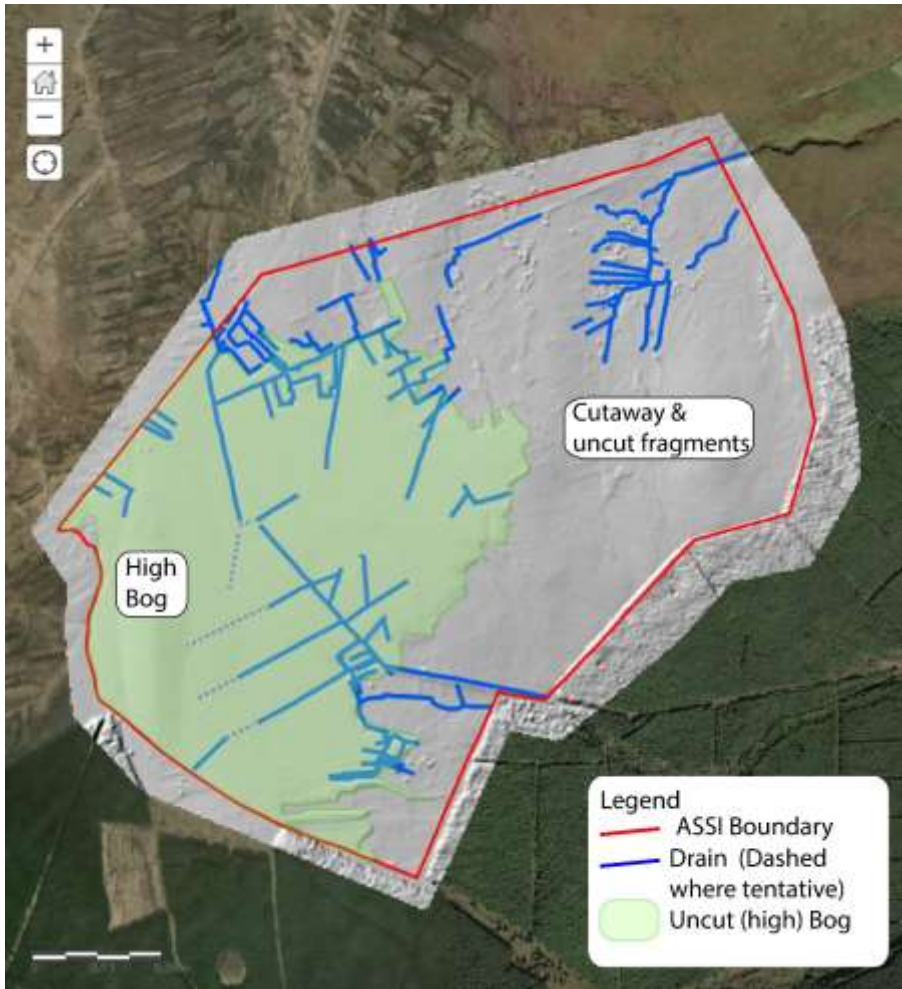 +
−
Cutaway &
uncut fragments
High
Bog
Legend
ASSI Boundary
Drain (Dashed
where tentative)
Uncut (high) Bog